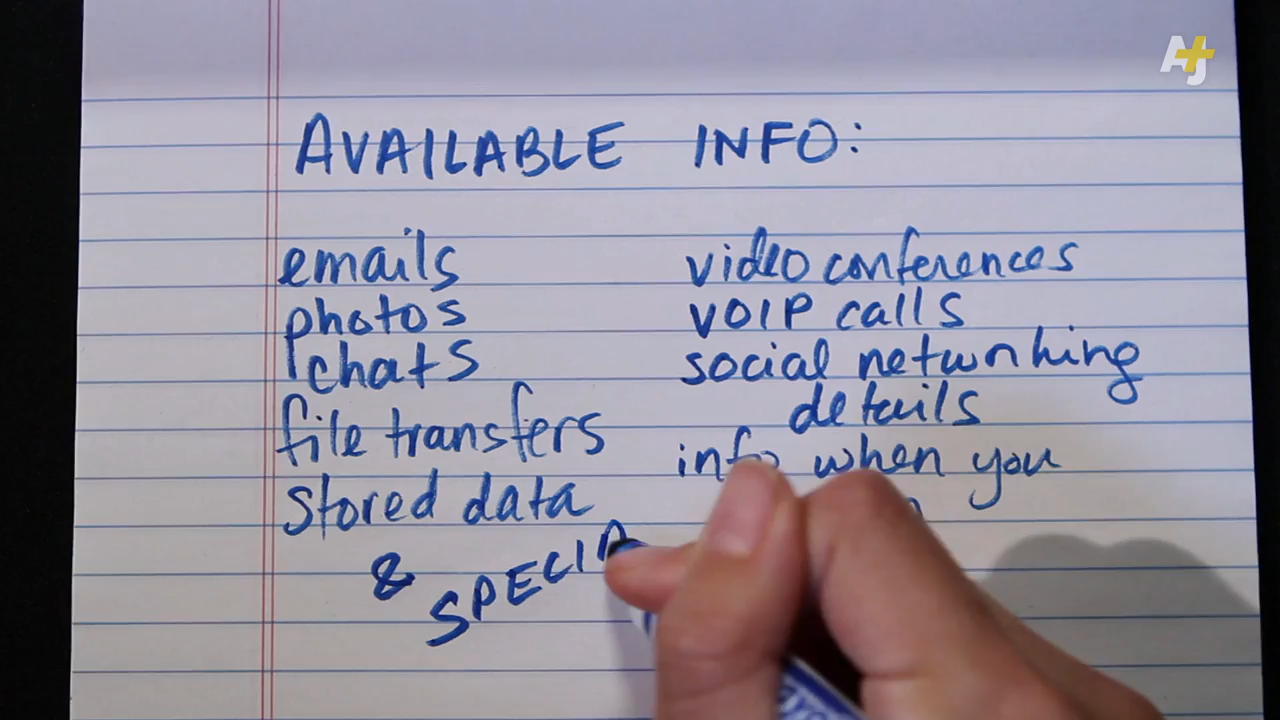 AJ+
AVAILABLE INFO:
emails
photos
chats
file transfers
stored data
video conferences
VOIP calls
social networking
details
info when you
& SPECIA